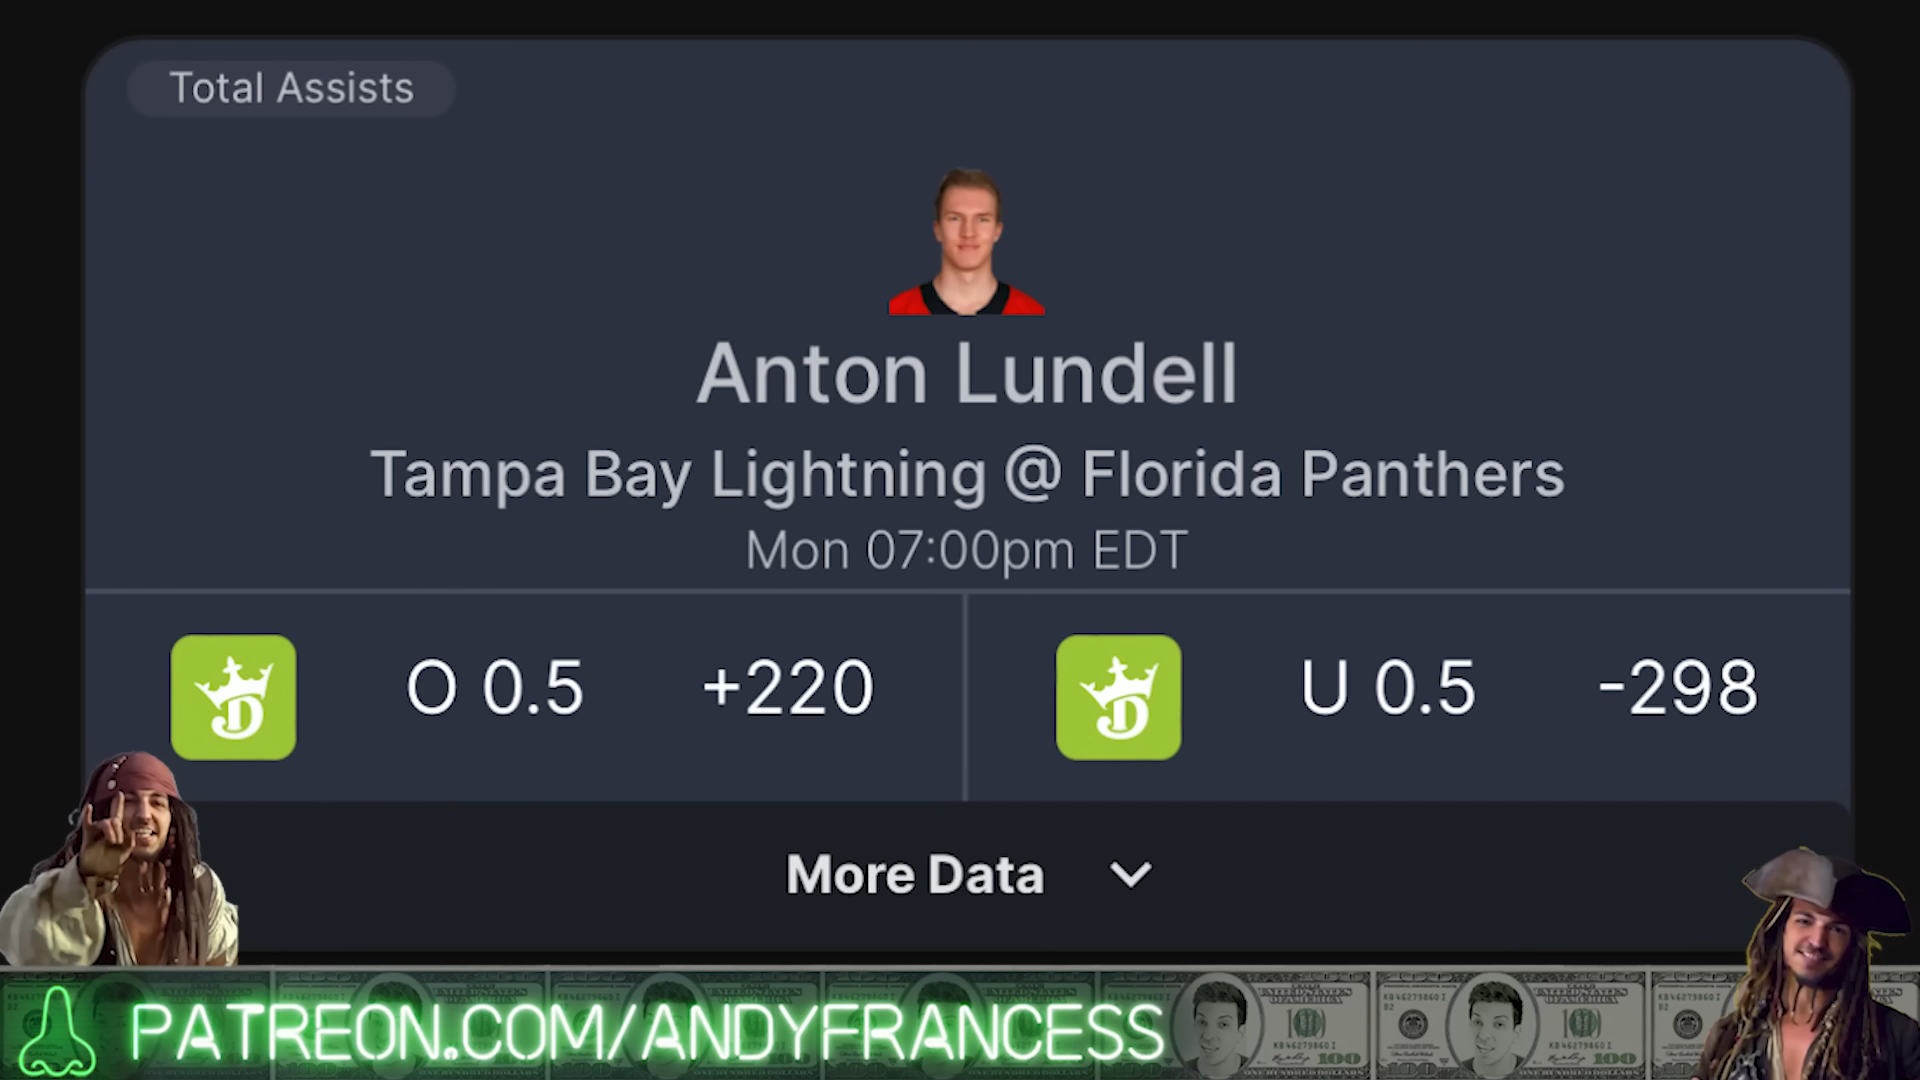 Total Assists
Anton Lundell
Tampa Bay Lightning @ Florida Panthers
Mon 07:00pm EDT
O 0.5 +220 U 0.5 -298
More Data
PATREON.COM/ANDYFRANCESS